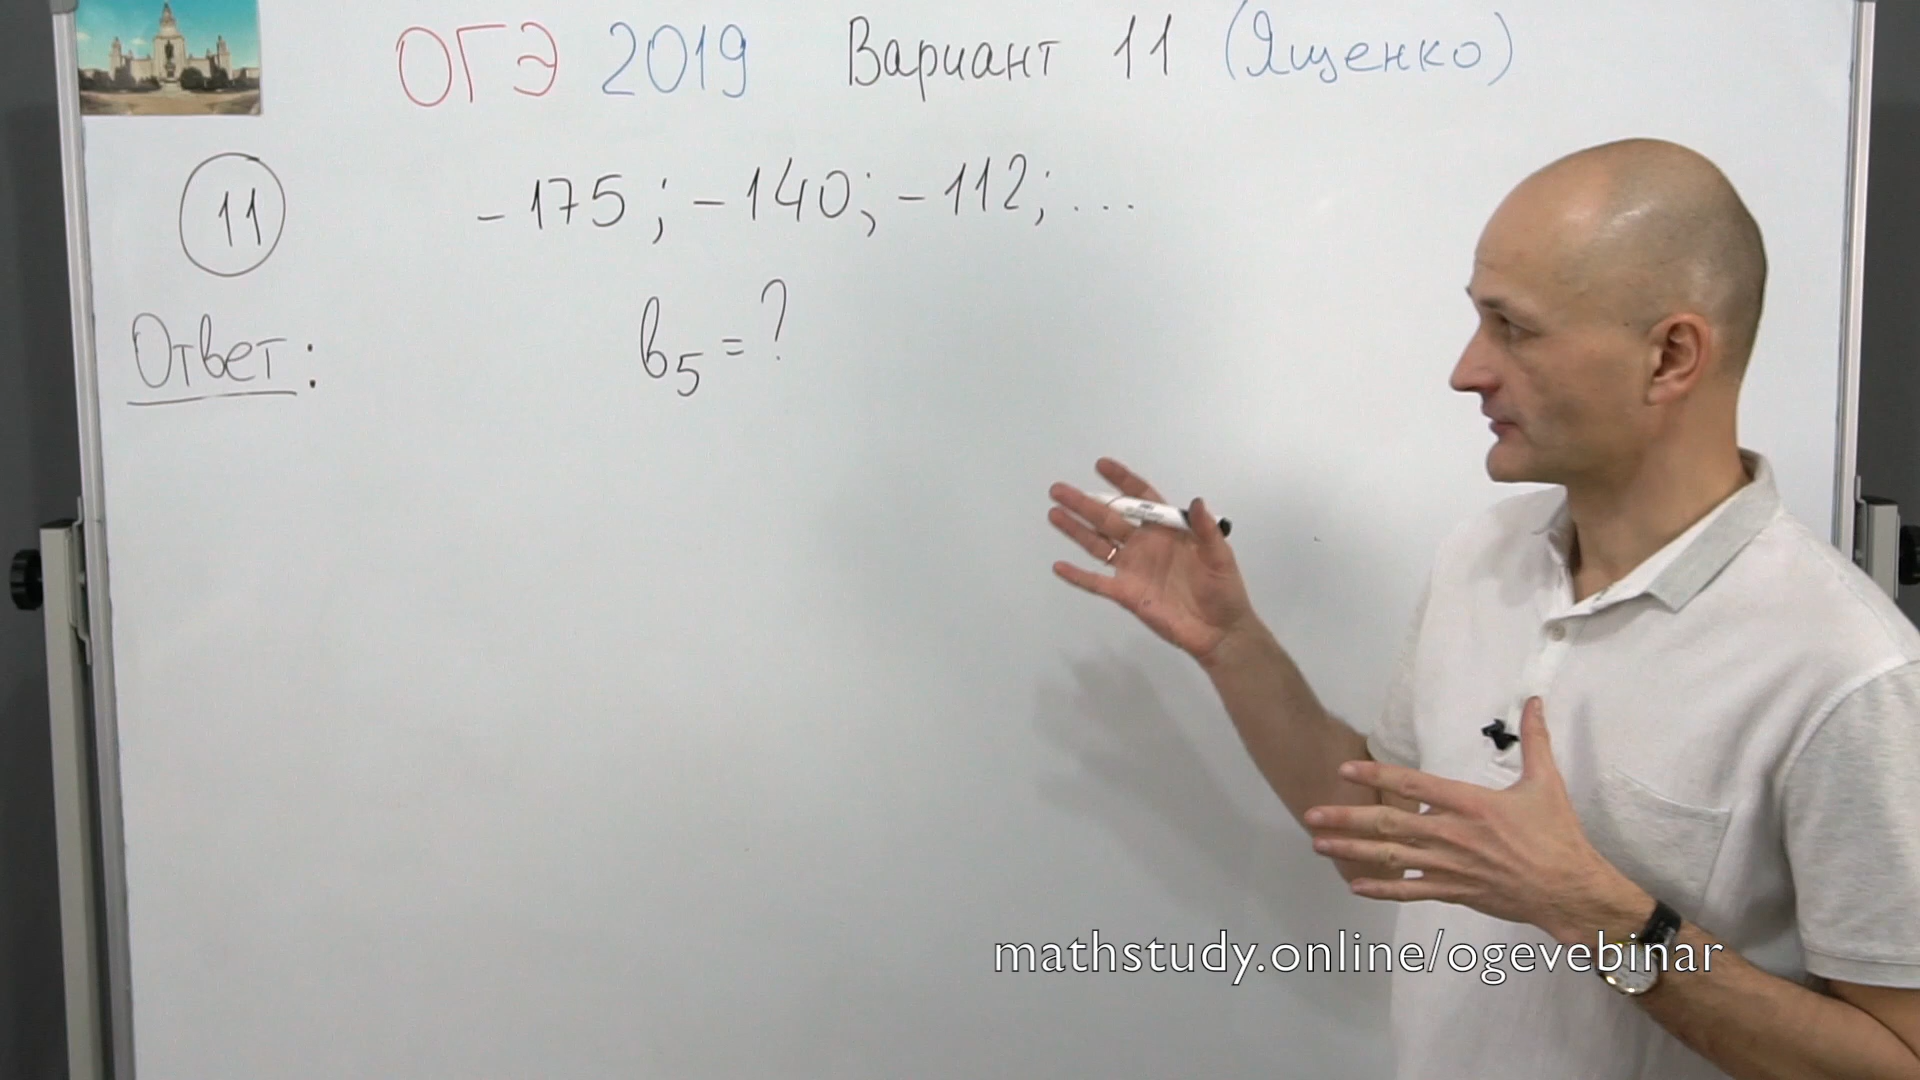 ОГЭ 2019 Вариант 11 (Ященко)
11
-175; -140; -112; ...
Ответ:
b5 = ?
mathstudy.online/ogevebinar